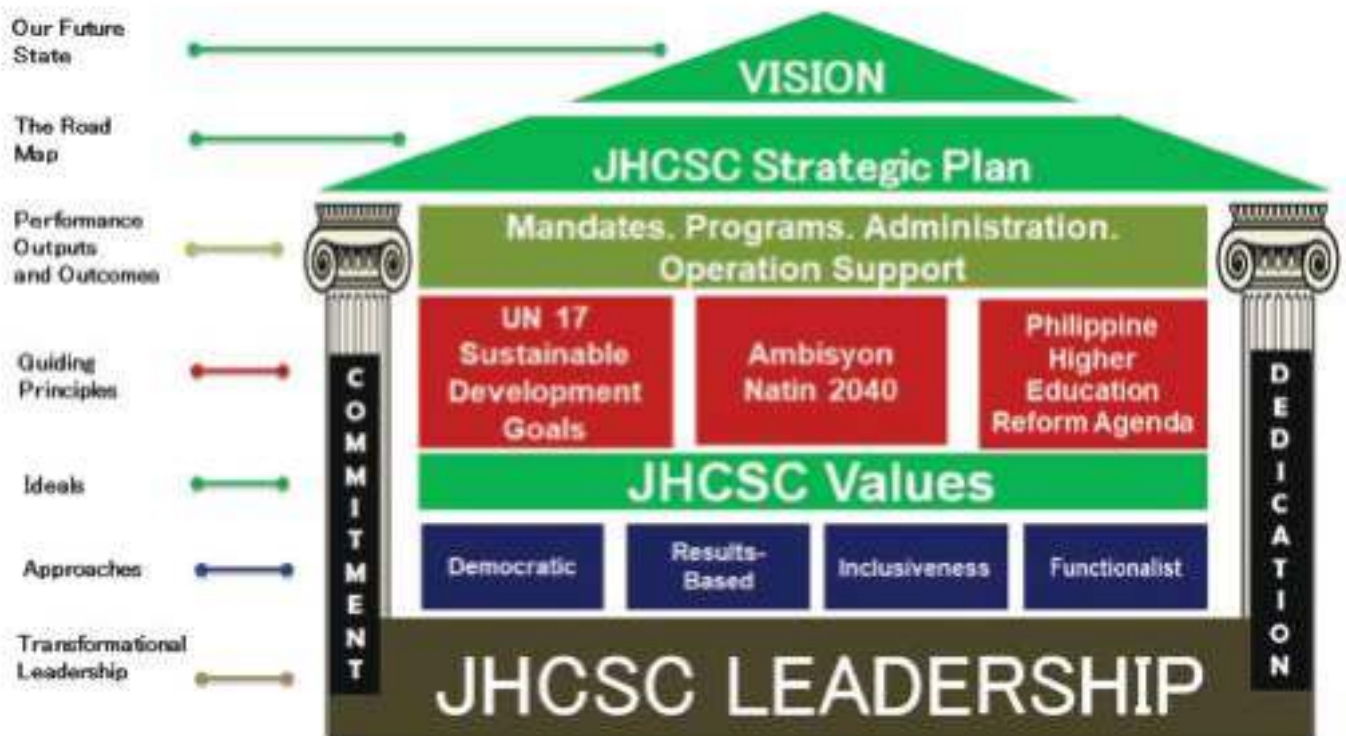 Our Future
State
VISION
The Road
Map
JHCSC Strategic Plan
Performance
Outputs
and Outcomes
Mandates. Programs. Administration.
Operation Support
Guiding
Principles
UN 17
Sustainable
Development
Goals
Ambisyon
Natin 2040
Philippine
Higher
Education
Reform Agenda
Ideals
JHCSC Values
Approaches
Democratic
Results-
Based
Inclusiveness
Functionalist
Transformational
Leadership
JHCSC LEADERSHIP
COMMITMENT
DEDICATION